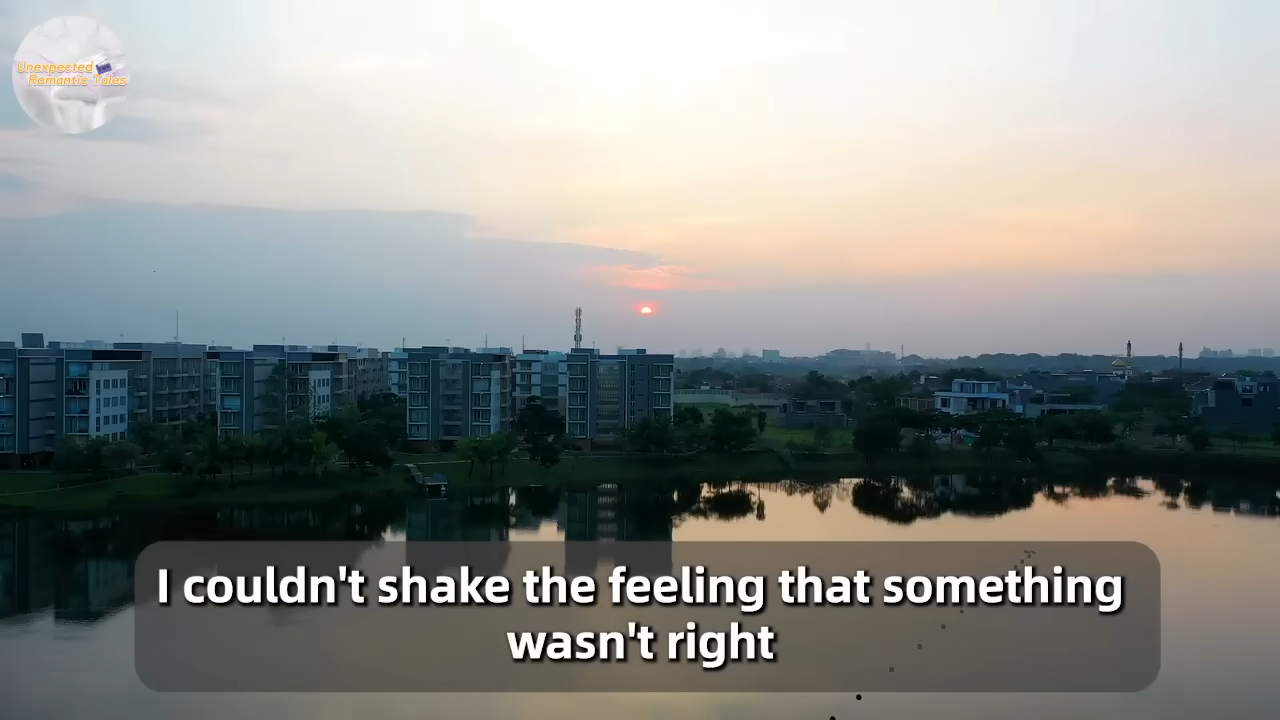 Unexpected
Romantic Tales
I couldn't shake the feeling that something
wasn't right